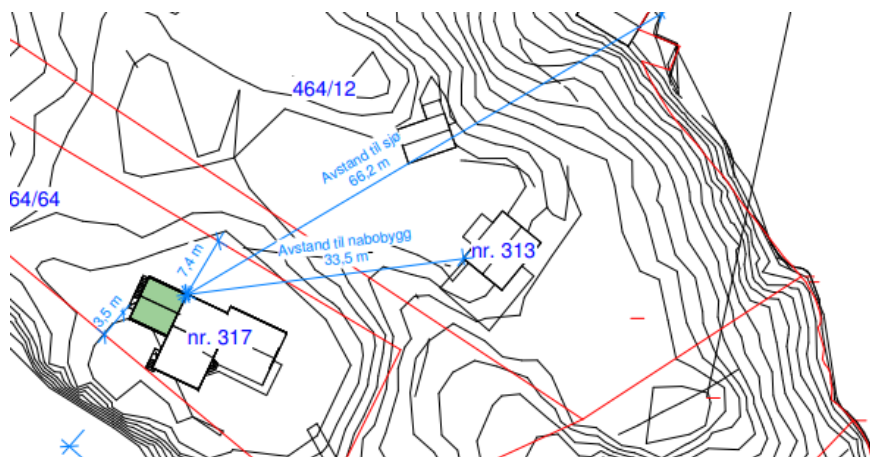 464/12
Avstand til sjø
66,2 m
64/64
7,4 m
Avstand til nabobygg
33,5 m
nr. 313
3,5 m
nr. 317